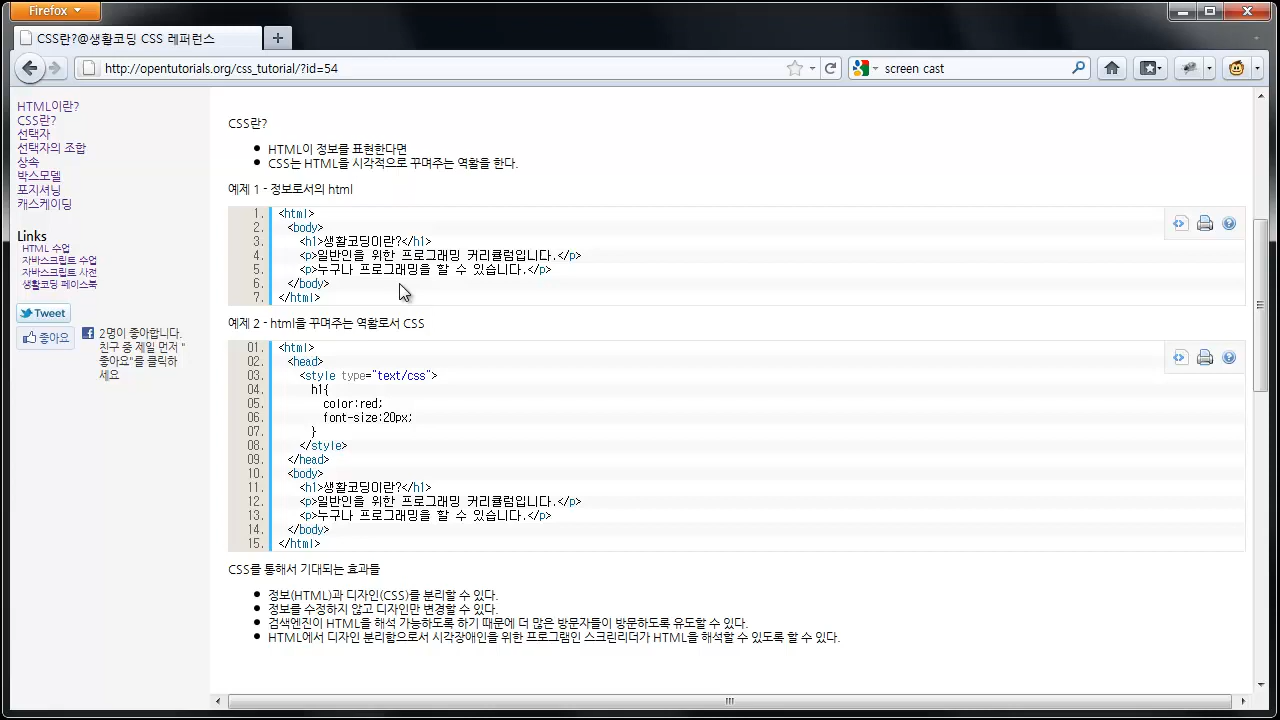 Firefox
CSS란?@생활코딩 CSS 레퍼런스
http://opentutorials.org/css_tutorial/?id=54
screen cast
HTML이란?
CSS란?
선택자
선택자의 조합
상속
박스모델
포지셔닝
캐스케이딩
Links
HTML 수업
자바스크립트 수업
자바스크립트 사전
생활코딩 페이스북
Tweet
좋아요
2명이 좋아합니다.
친구 중 제일 먼저 "
좋아요"를 클릭하
세요
CSS란?
HTML이 정보를 표현한다면
CSS는 HTML을 시각적으로 꾸며주는 역할을 한다.
예제 1 - 정보로서의 html
1. <html>
2. <body>
3. <h1>생활코딩이란?</h1>
4. <p>일반인을 위한 프로그래밍 커리큘럼입니다.</p>
5. <p>누구나 프로그래밍을 할 수 있습니다.</p>
6. </body>
7. </html>
예제 2 - html을 꾸며주는 역할로서 CSS
01. <html>
02. <head>
03. <style type="text/css">
04. h1{
05. color:red;
06. font-size:20px;
07. }
08. </style>
09. </head>
10. <body>
11. <h1>생활코딩이란?</h1>
12. <p>일반인을 위한 프로그래밍 커리큘럼입니다.</p>
13. <p>누구나 프로그래밍을 할 수 있습니다.</p>
14. </body>
15. </html>
CSS를 통해서 기대되는 효과들
정보(HTML)과 디자인(CSS)를 분리할 수 있다.
정보를 수정하지 않고 디자인만 변경할 수 있다.
검색엔진이 HTML을 해석 가능하도록 하기 때문에 더 많은 방문자들이 방문하도록 유도할 수 있다.
HTML에서 디자인 분리함으로서 시각장애인을 위한 프로그램인 스크린리더가 HTML을 해석할 수 있도록 할 수 있다.